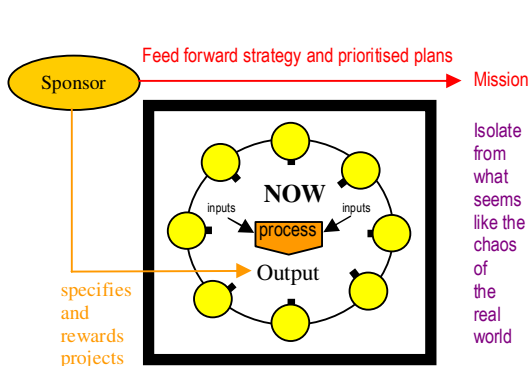 Feed forward strategy and prioritised plans
Sponsor
Mission
Isolate
from
what
seems
like the
chaos
of
the
real
world
NOW
inputs
inputs
process
Output
specifies
and
rewards
projects